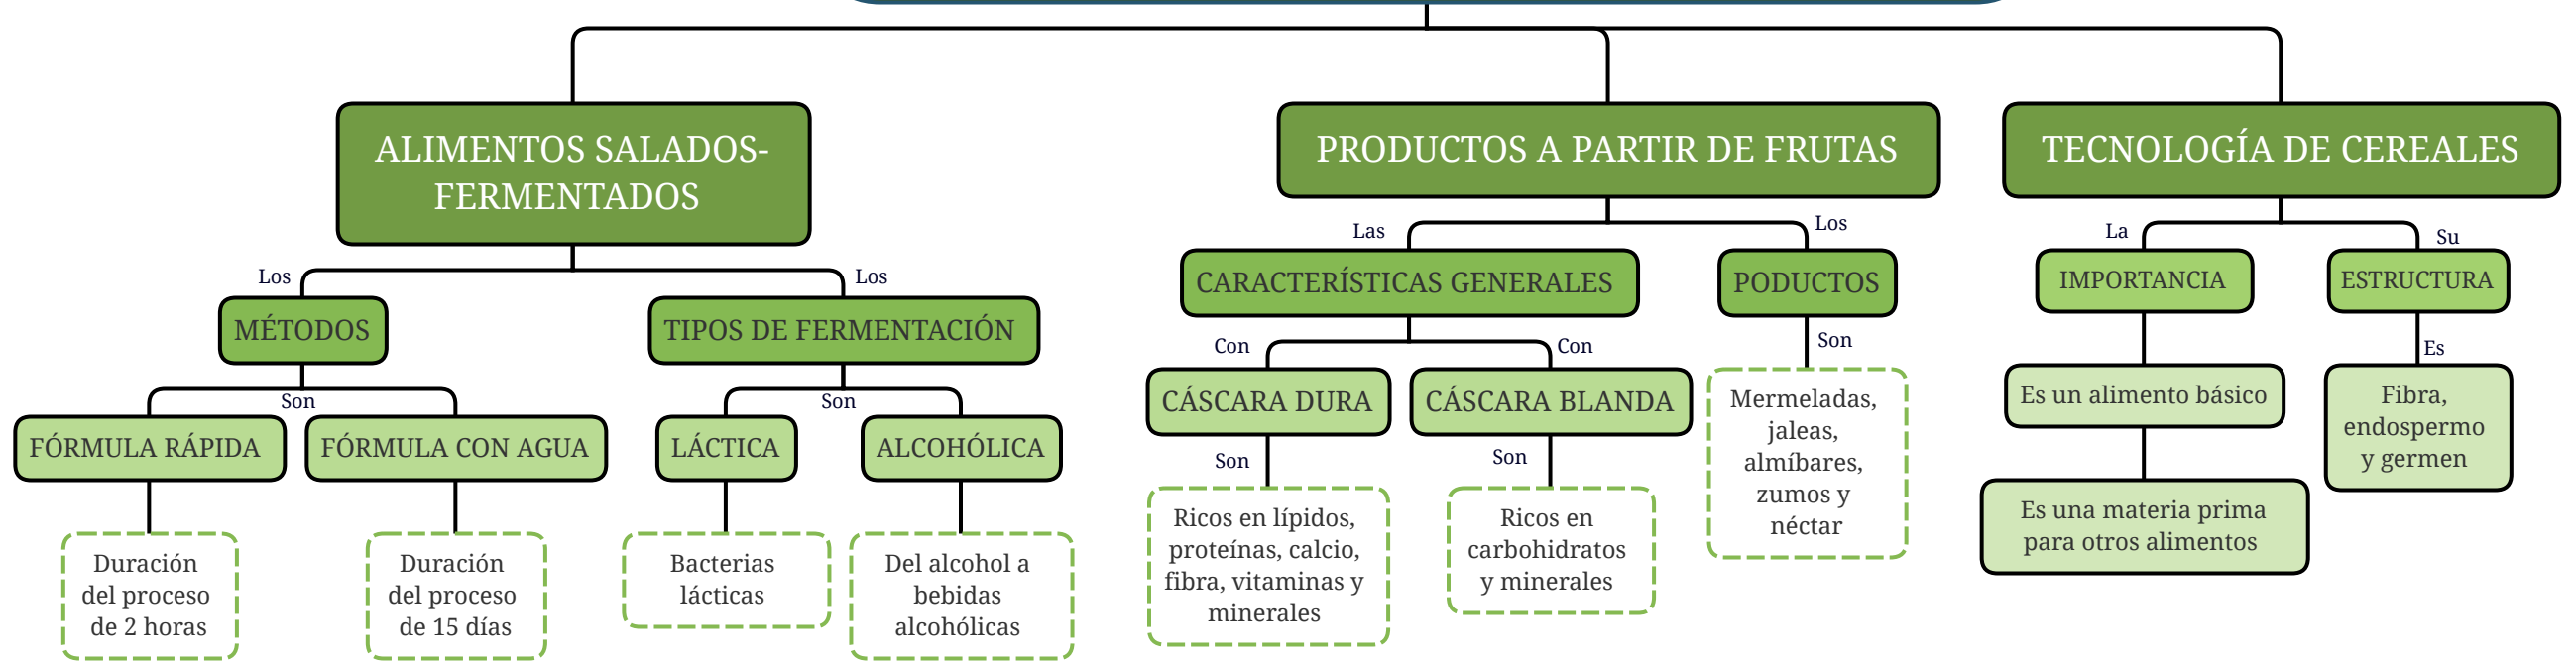 ALIMENTOS SALADOS-
FERMENTADOS
Los
MÉTODOS
Son
FÓRMULA RÁPIDA
Duración
del proceso
de 2 horas
FÓRMULA CON AGUA
Duración
del proceso
de 15 días
Los
TIPOS DE FERMENTACIÓN
Son
LÁCTICA
Bacterias
lácticas
ALCOHÓLICA
Del alcohol a
bebidas
alcohólicas
PRODUCTOS A PARTIR DE FRUTAS
Las
CARACTERÍSTICAS GENERALES
Con
CÁSCARA DURA
Son
Ricos en lípidos,
proteínas, calcio,
fibra, vitaminas y
minerales
Con
CÁSCARA BLANDA
Son
Ricos en
carbohidratos
y minerales
Los
PODUCTOS
Son
Mermeladas,
jaleas,
almíbares,
zumos y
néctar
TECNOLOGÍA DE CEREALES
La
IMPORTANCIA
Es un alimento básico
Es una materia prima
para otros alimentos
Su
ESTRUCTURA
Es
Fibra,
endospermo
y germen